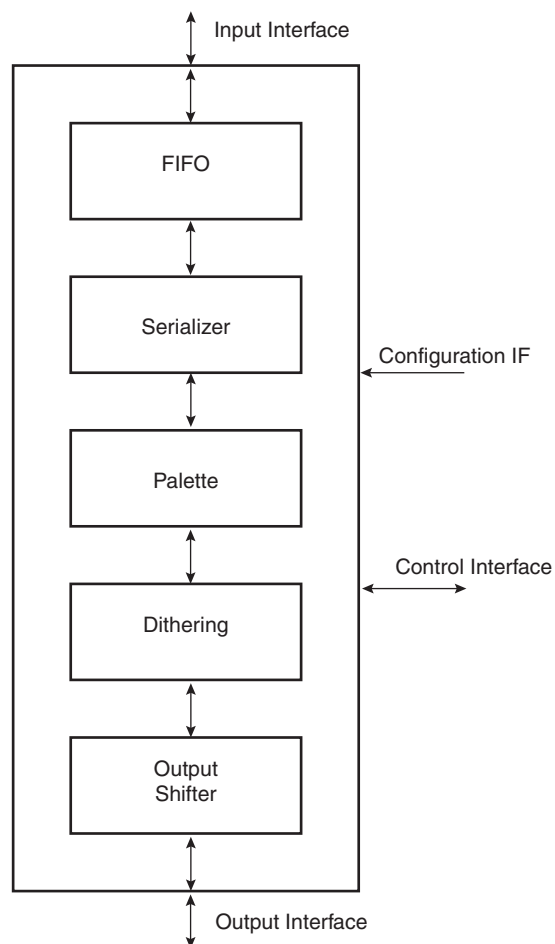 Input Interface
FIFO
Serializer
Configuration IF
Palette
Control Interface
Dithering
Output
Shifter
Output Interface